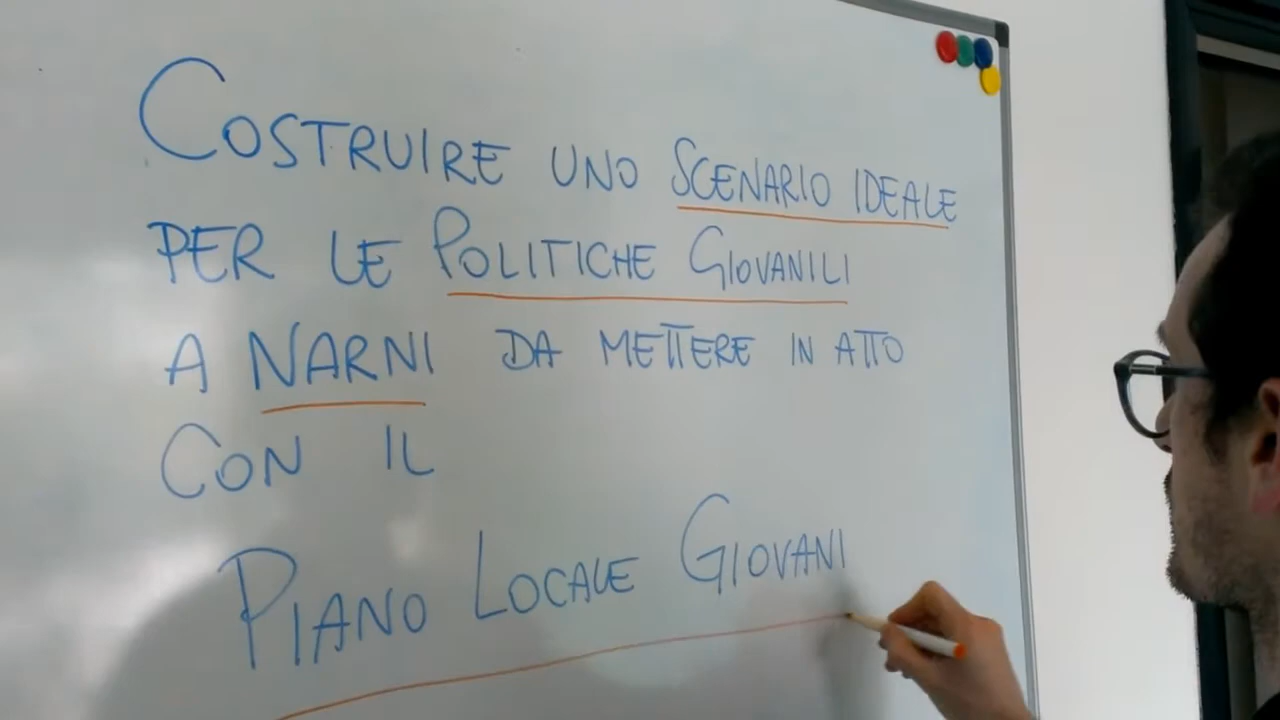 COSTRUIRE UNO SCENARIO IDEALE
PER LE POLITICHE GIOVANILI
A NARNI DA METTERE IN ATTO
CON IL
PIANO LOCALE GIOVANI